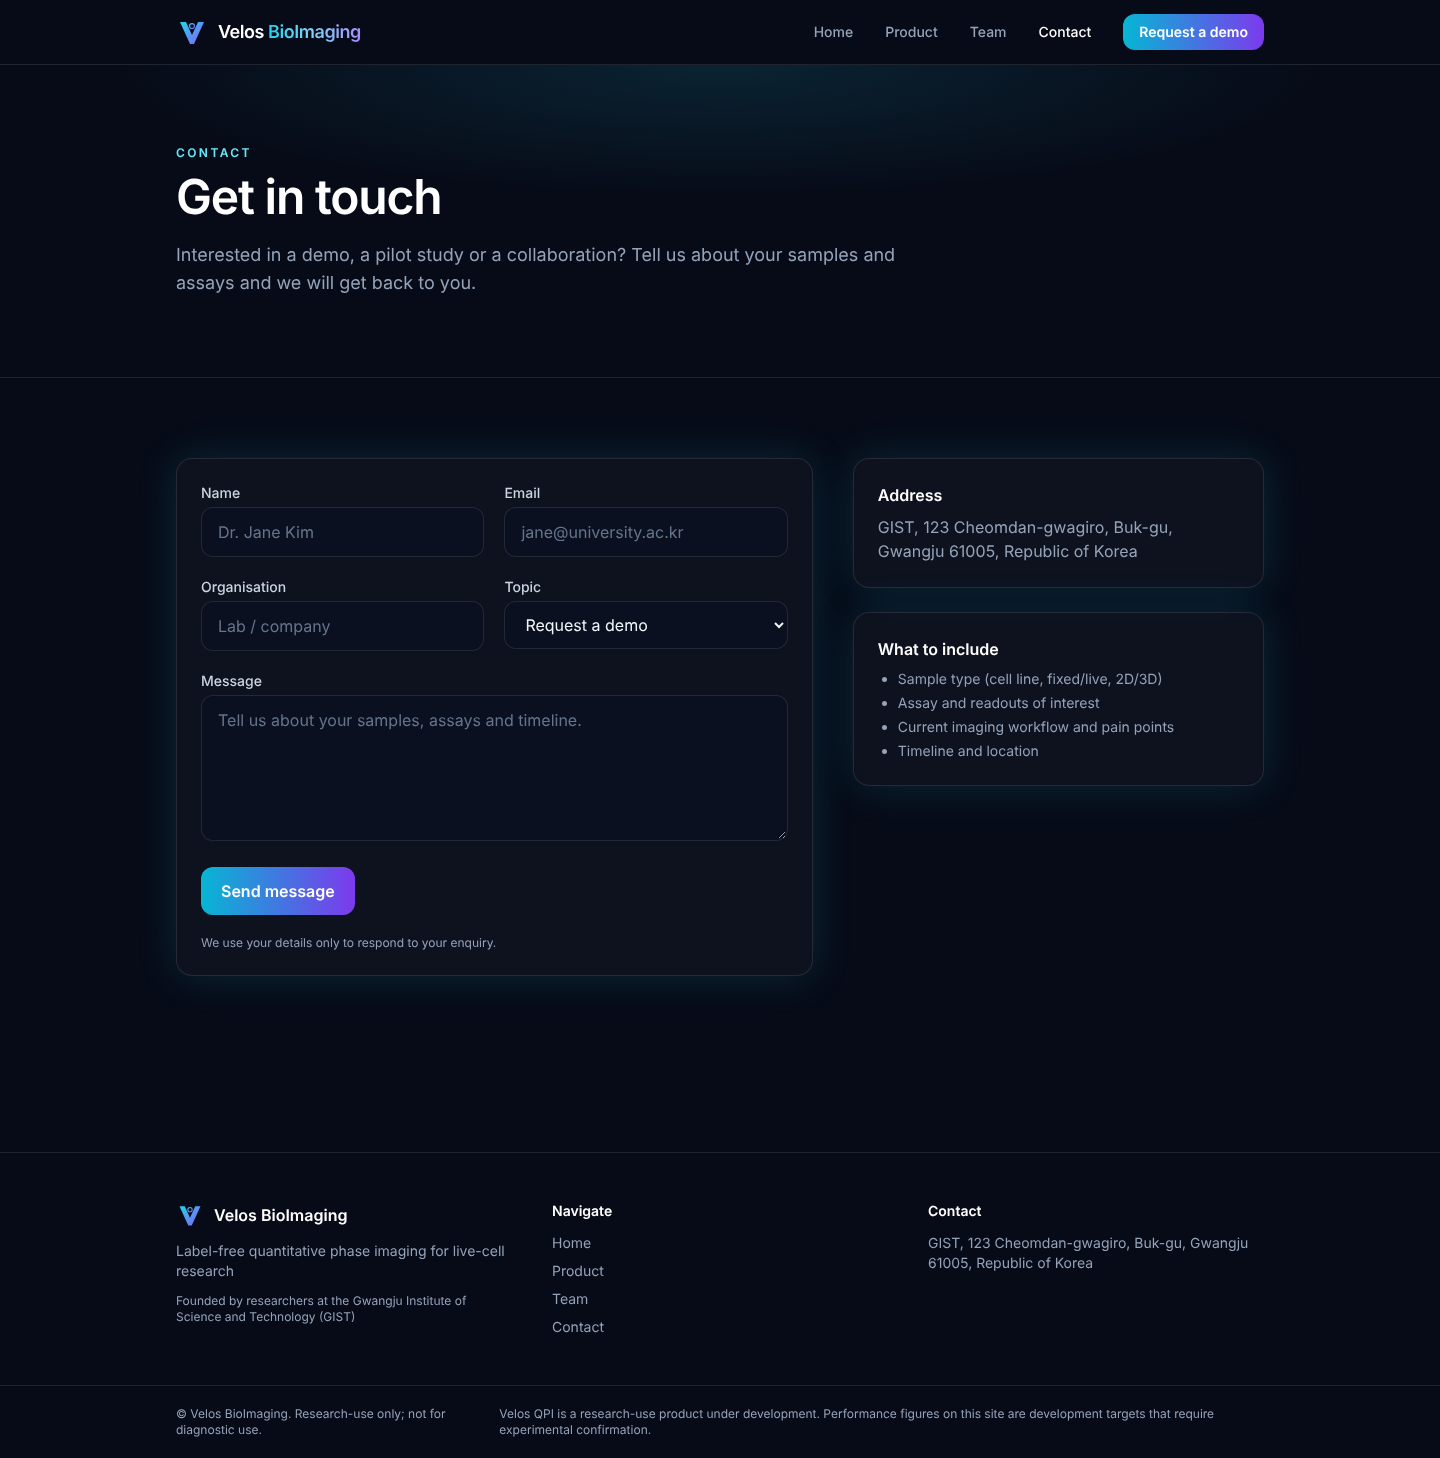 Velos BioImaging
Home
Product
Team
Contact
Request a demo
CONTACT
Get in touch
Interested in a demo, a pilot study or a collaboration? Tell us about your samples and
assays and we will get back to you.
Name
Dr. Jane Kim
Email
jane@university.ac.kr
Organisation
Lab / company
Topic
Request a demo
Message
Tell us about your samples, assays and timeline.
Send message
We use your details only to respond to your enquiry.
Address
GIST, 123 Cheomdan-gwagiro, Buk-gu,
Gwangju 61005, Republic of Korea
What to include
Sample type (cell line, fixed/live, 2D/3D)
Assay and readouts of interest
Current imaging workflow and pain points
Timeline and location
Velos BioImaging
Label-free quantitative phase imaging for live-cell
research
Founded by researchers at the Gwangju Institute of
Science and Technology (GIST)
Navigate
Home
Product
Team
Contact
Contact
GIST, 123 Cheomdan-gwagiro, Buk-gu, Gwangju
61005, Republic of Korea
© Velos BioImaging. Research-use only; not for
diagnostic use.
Velos QPI is a research-use product under development. Performance figures on this site are development targets that require
experimental confirmation.